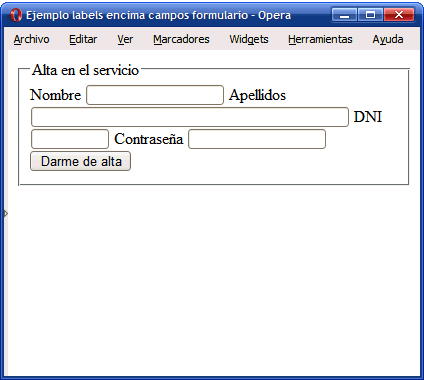 Ejemplo labels encima campos formulario - Opera
Archivo Editar Ver Marcadores Widgets Herramientas Ayuda
Alta en el servicio
Nombre Apellidos
DNI
Contraseña
Darme de alta